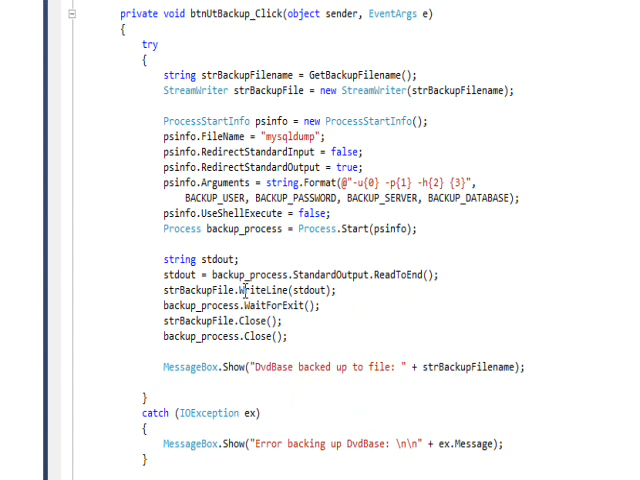 private void btnUtBackup_Click(object sender, EventArgs e)
{
try
{
string strBackupFilename = GetBackupFilename();
StreamWriter strBackupFile = new StreamWriter(strBackupFilename);
ProcessStartInfo psinfo = new ProcessStartInfo();
psinfo.FileName = "mysqldump";
psinfo.RedirectStandardInput = false;
psinfo.RedirectStandardOutput = true;
psinfo.Arguments = string.Format(@"-u{0} -p{1} -h{2} {3}",
BACKUP_USER, BACKUP_PASSWORD, BACKUP_SERVER, BACKUP_DATABASE);
psinfo.UseShellExecute = false;
Process backup_process = Process.Start(psinfo);
string stdout;
stdout = backup_process.StandardOutput.ReadToEnd();
strBackupFile.WriteLine(stdout);
backup_process.WaitForExit();
strBackupFile.Close();
backup_process.Close();
MessageBox.Show("DvdBase backed up to file: " + strBackupFilename);
}
catch (IOException ex)
{
MessageBox.Show("Error backing up DvdBase: \n\n" + ex.Message);
}